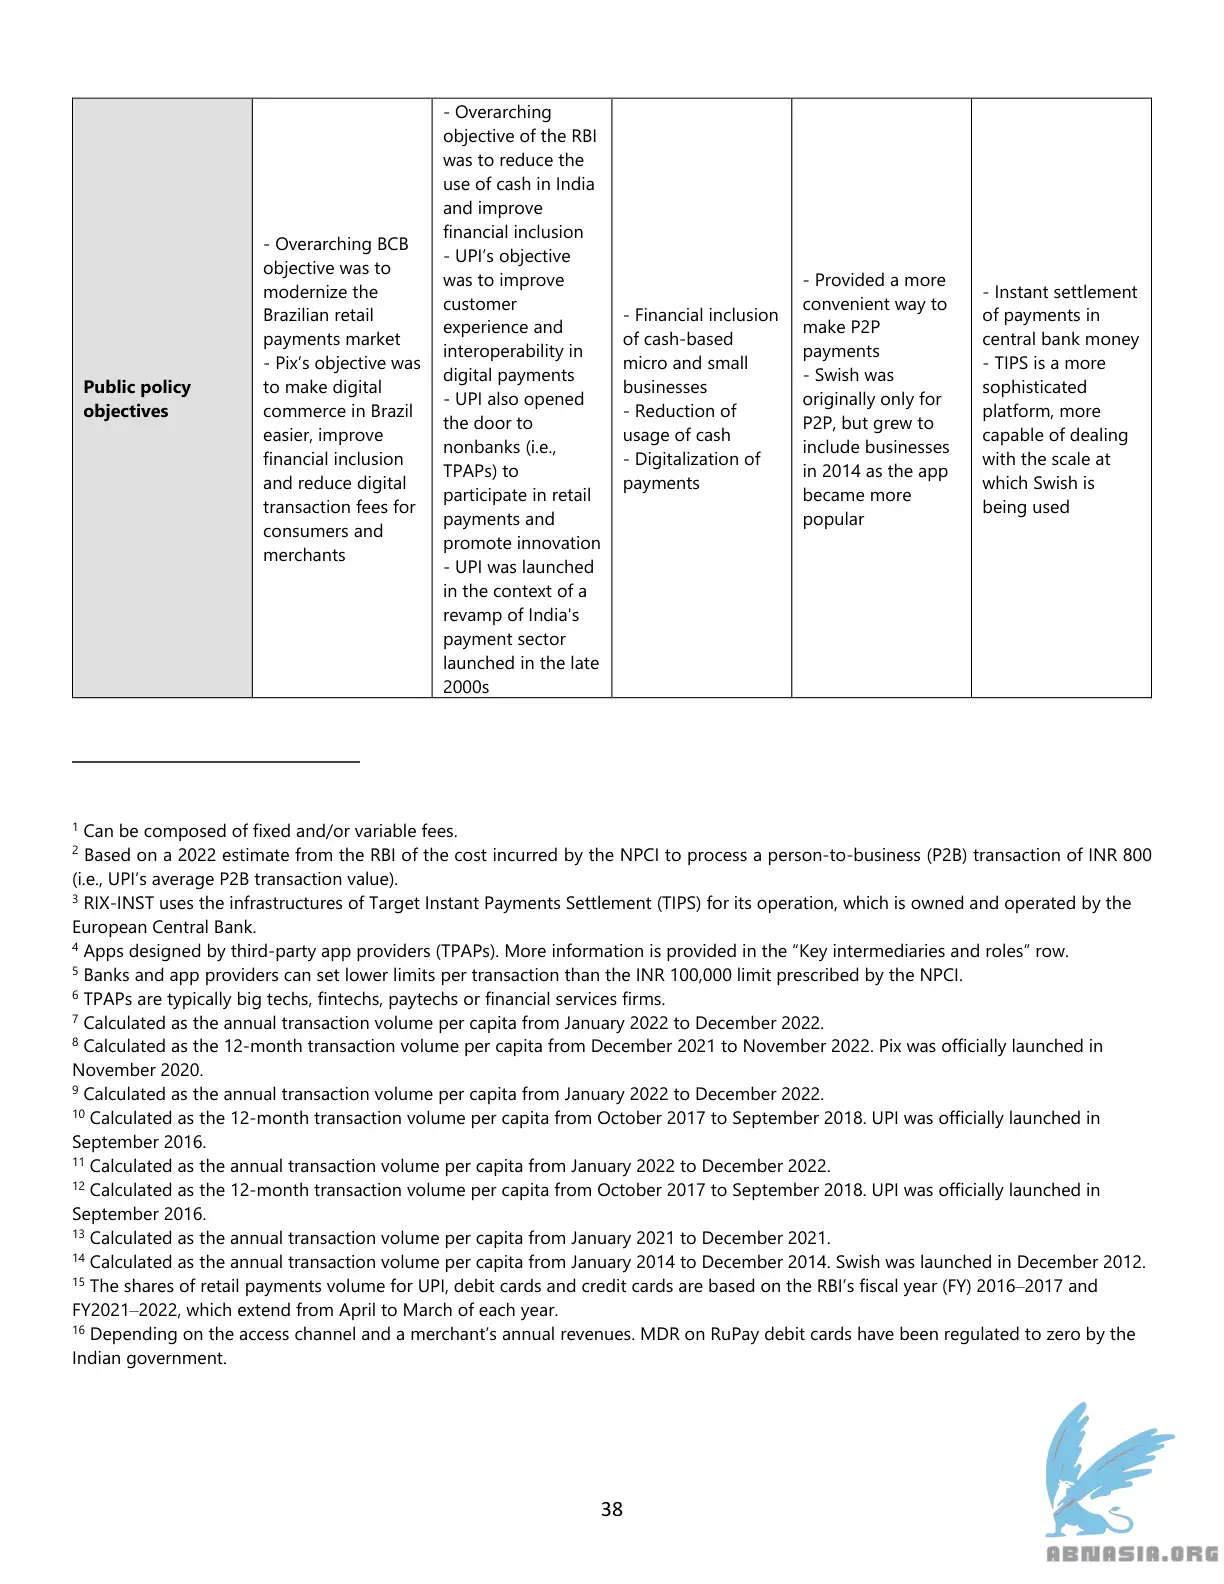 Public policy
objectives
- Overarching BCB
objective was to
modernize the
Brazilian retail
payments market
- Pix’s objective was
to make digital
commerce in Brazil
easier, improve
financial inclusion
and reduce digital
transaction fees for
consumers and
merchants
- Overarching
objective of the RBI
was to reduce the
use of cash in India
and improve
financial inclusion
- UPI’s objective
was to improve
customer
experience and
interoperability in
digital payments
- UPI also opened
the door to
nonbanks (i.e.,
TPAPs) to
participate in retail
payments and
promote innovation
- UPI was launched
in the context of a
revamp of India's
payment sector
launched in the late
2000s
- Financial inclusion
of cash-based
micro and small
businesses
- Reduction of
usage of cash
- Digitalization of
payments
- Provided a more
convenient way to
make P2P
payments
- Swish was
originally only for
P2P, but grew to
include businesses
in 2014 as the app
became more
popular
- Instant settlement
of payments in
central bank money
- TIPS is a more
sophisticated
platform, more
capable of dealing
with the scale at
which Swish is
being used
1 Can be composed of fixed and/or variable fees.
2 Based on a 2022 estimate from the RBI of the cost incurred by the NPCI to process a person-to-business (P2B) transaction of INR 800
(i.e., UPI’s average P2B transaction value).
3 RIX-INST uses the infrastructures of Target Instant Payments Settlement (TIPS) for its operation, which is owned and operated by the
European Central Bank.
4 Apps designed by third-party app providers (TPAPs). More information is provided in the “Key intermediaries and roles” row.
5 Banks and app providers can set lower limits per transaction than the INR 100,000 limit prescribed by the NPCI.
6 TPAPs are typically big techs, fintechs, paytechs or financial services firms.
7 Calculated as the annual transaction volume per capita from January 2022 to December 2022.
8 Calculated as the 12-month transaction volume per capita from December 2021 to November 2022. Pix was officially launched in
November 2020.
9 Calculated as the annual transaction volume per capita from January 2022 to December 2022.
10 Calculated as the 12-month transaction volume per capita from October 2017 to September 2018. UPI was officially launched in
September 2016.
11 Calculated as the annual transaction volume per capita from January 2022 to December 2022.
12 Calculated as the 12-month transaction volume per capita from October 2017 to September 2018. UPI was officially launched in
September 2016.
13 Calculated as the annual transaction volume per capita from January 2021 to December 2021.
14 Calculated as the annual transaction volume per capita from January 2014 to December 2014. Swish was launched in December 2012.
15 The shares of retail payments volume for UPI, debit cards and credit cards are based on the RBI’s fiscal year (FY) 2016–2017 and
FY2021–2022, which extend from April to March of each year.
16 Depending on the access channel and a merchant’s annual revenues. MDR on RuPay debit cards have been regulated to zero by the
Indian government.
38
ABNASIA.ORG